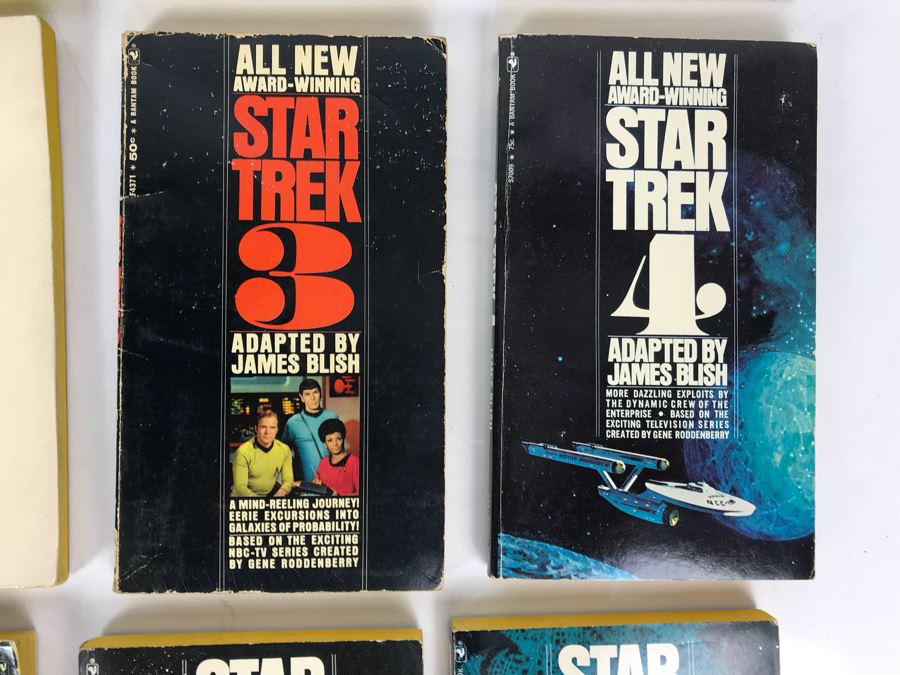 F4371 * 50¢ * A BANTAM BOOK
ALL NEW
AWARD-WINNING
STAR
TREK
3
ADAPTED BY
JAMES BLISH
A MIND-REELING JOURNEY!
EERIE EXCURSIONS INTO
GALAXIES OF PROBABILITY!
BASED ON THE EXCITING
NBC-TV SERIES CREATED
BY GENE RODDENBERRY
S7009 * 75¢ * A BANTAM BOOK
ALL NEW
AWARD-WINNING
STAR
TREK
4
ADAPTED BY
JAMES BLISH
MORE DAZZLING EXPLOITS BY
THE DYNAMIC CREW OF THE
ENTERPRISE • BASED ON THE
EXCITING TELEVISION SERIES
CREATED BY GENE RODDENBERRY
STAR
STAR